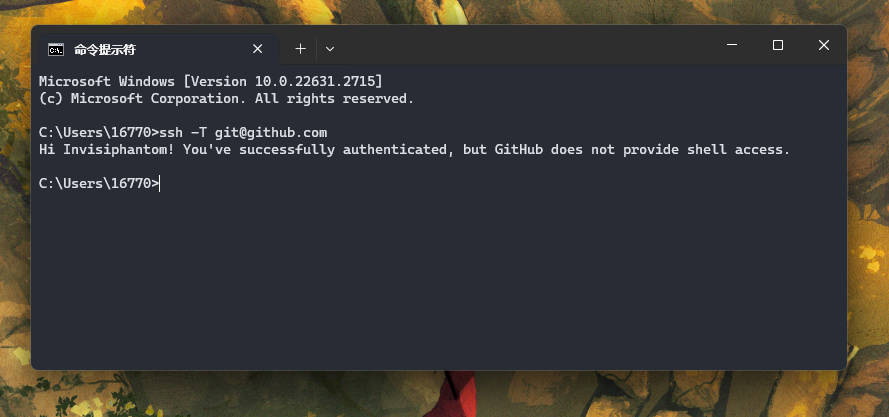 命令提示符
Microsoft Windows [Version 10.0.22631.2715]
(c) Microsoft Corporation. All rights reserved.
C:\Users\16770>ssh -T git@github.com
Hi Invisiphantom! You've successfully authenticated, but GitHub does not provide shell access.
C:\Users\16770>